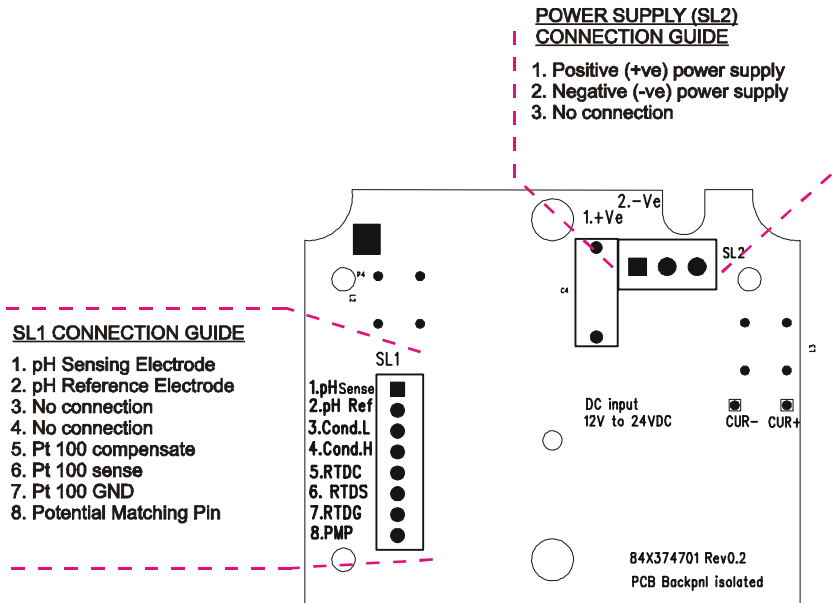 POWER SUPPLY (SL2)
CONNECTION GUIDE
1. Positive (+ve) power supply
2. Negative (-ve) power supply
3. No connection
2.-Ve
1.+Ve
SL2
P4
L2
C4
L3
SL1 CONNECTION GUIDE
1. pH Sensing Electrode
2. pH Reference Electrode
3. No connection
4. No connection
5. Pt 100 compensate
6. Pt 100 sense
7. Pt 100 GND
8. Potential Matching Pin
SL1
1.pHSense
2.pH Ref
3.Cond.L
4.Cond.H
5.RTDC
6. RTDS
7.RTDG
8.PMP
DC input
12V to 24VDC
CUR- CUR+
84X374701 Rev0.2
PCB Backpnl isolated